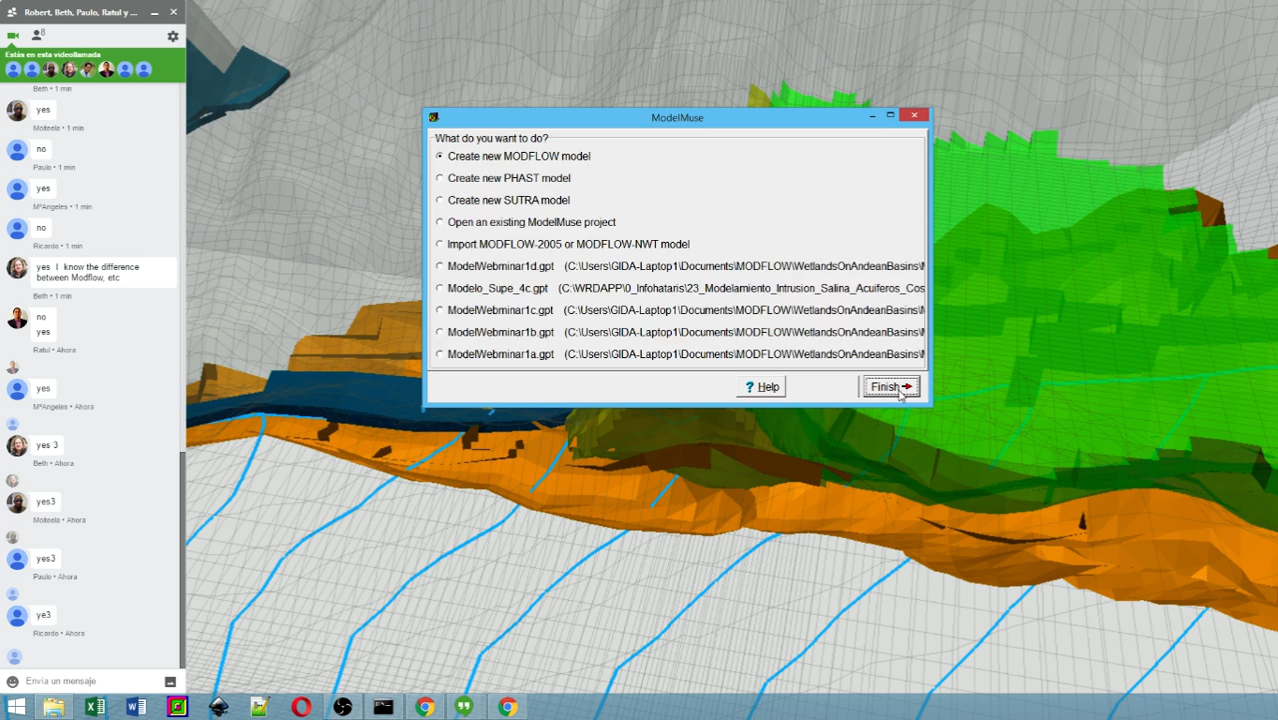 Robert, Beth, Paulo, Ratul y ...
8
Estás en esta videollamada
Beth • 1 min
yes
Moiteela • 1 min
no
Paulo • 1 min
yes
MªAngeles • 1 min
no
Ricardo • 1 min
yes I know the difference
between Modflow, etc
Beth • 1 min
no
yes
Ratul • Ahora
yes
MªAngeles • Ahora
yes 3
Beth • Ahora
yes3
Moiteela • Ahora
yes3
Paulo • Ahora
ye3
Ricardo • Ahora
Envía un mensaje
ModelMuse
What do you want to do?
Create new MODFLOW model
Create new PHAST model
Create new SUTRA model
Open an existing ModelMuse project
Import MODFLOW-2005 or MODFLOW-NWT model
ModelWebminar1d.gpt (C:\Users\GIDA-Laptop1\Documents\MODFLOW\WetlandsOnAndeanBasins\
Modelo_Supe_4c.gpt (C:\WRDAPP\0_Infohataris\23_Modelamiento_Intrusion_Salina_Acuiferos_Cos
ModelWebminar1c.gpt (C:\Users\GIDA-Laptop1\Documents\MODFLOW\WetlandsOnAndeanBasins\
ModelWebminar1b.gpt (C:\Users\GIDA-Laptop1\Documents\MODFLOW\WetlandsOnAndeanBasins\
ModelWebminar1a.gpt (C:\Users\GIDA-Laptop1\Documents\MODFLOW\WetlandsOnAndeanBasins\
? Help
Finish